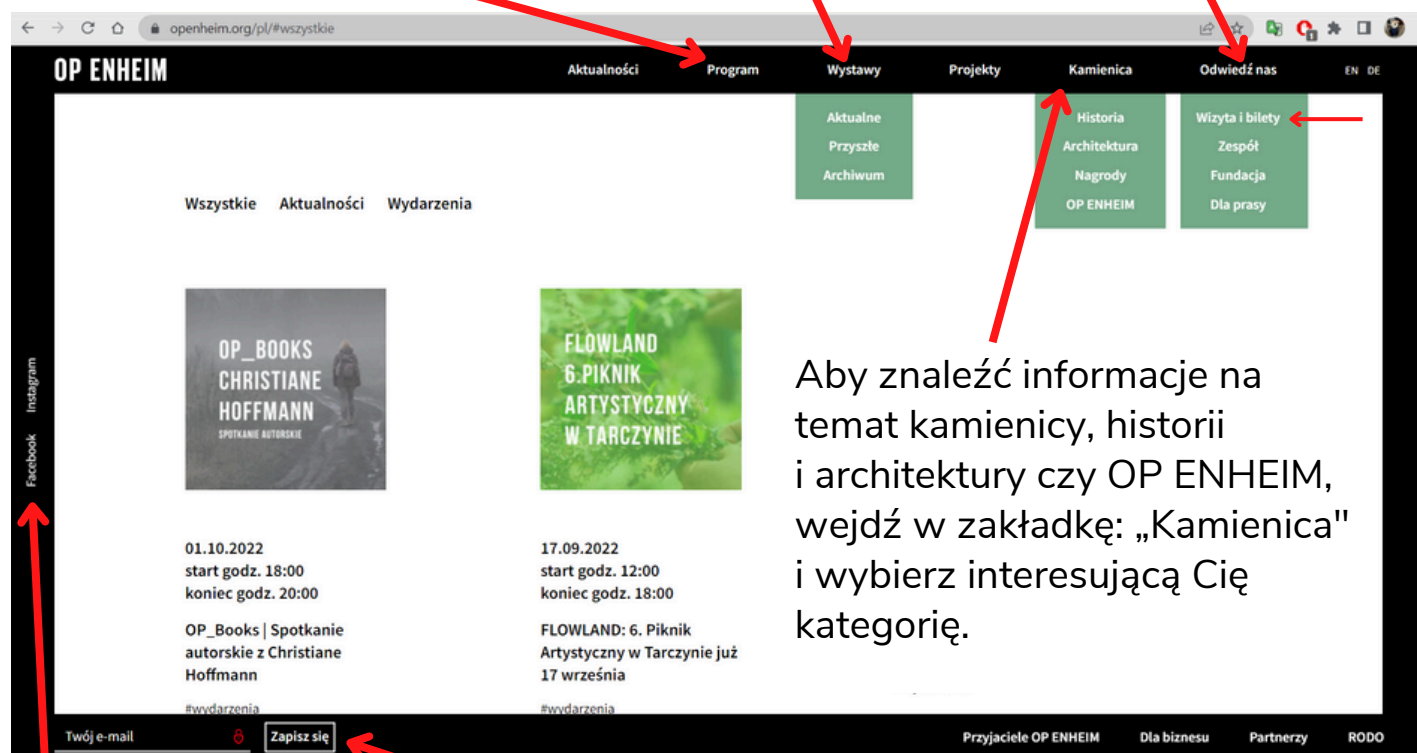 openheim.org/pl/#wszystkie
1
OP ENHEIM
Aktualności Program Wystawy Projekty Kamienica Odwiedź nas EN DE
Aktualne
Przyszłe
Archiwum
Historia
Architektura
Nagrody
OP ENHEIM
Wizyta i bilety
Zespół
Fundacja
Dla prasy
Wszystkie Aktualności Wydarzenia
OP_BOOKS
CHRISTIANE
HOFFMANN
SPOTKANIE AUTORSKIE
FLOWLAND
6.PIKNIK
ARTYSTYCZNY
W TARCZYNIE
Instagram
Facebook
Aby znaleźć informacje na
temat kamienicy, historii
i architektury czy OP ENHEIM,
wejdź w zakładkę: „Kamienica"
i wybierz interesującą Cię
kategorię.
01.10.2022
start godz. 18:00
koniec godz. 20:00
OP_Books | Spotkanie
autorskie z Christiane
Hoffmann
#wydarzenia
17.09.2022
start godz. 12:00
koniec godz. 18:00
FLOWLAND: 6. Piknik
Artystyczny w Tarczynie już
17 września
#wydarzenia
Twój e-mail Zapisz się Przyjaciele OP ENHEIM Dla biznesu Partnerzy RODO